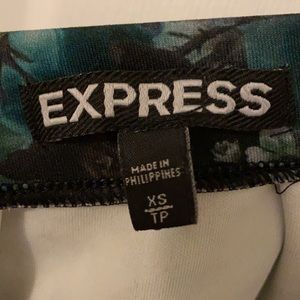 EXPRESS
MADE IN
PHILIPPINES
XS
TP